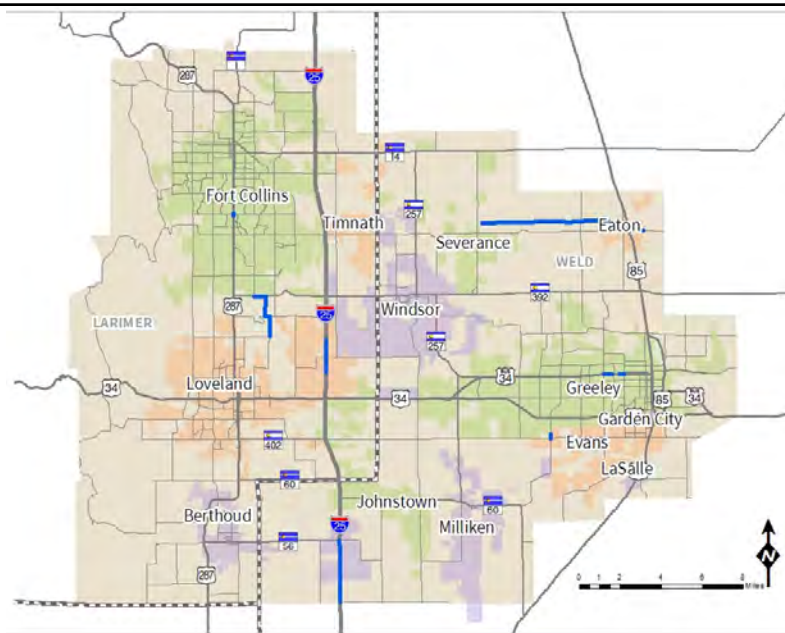 287
25
14
Fort Collins
257
Timnath
Eaton
Severance
WELD
85
392
287
25
Windsor
LARIMER
257
34
Loveland
34
34
Greeley
85
34
Garden City
402
Evans
60
LaSalle
Johnstown
60
Berthoud
25
Milliken
56
N
287
0 1 2 4 6 8
Miles